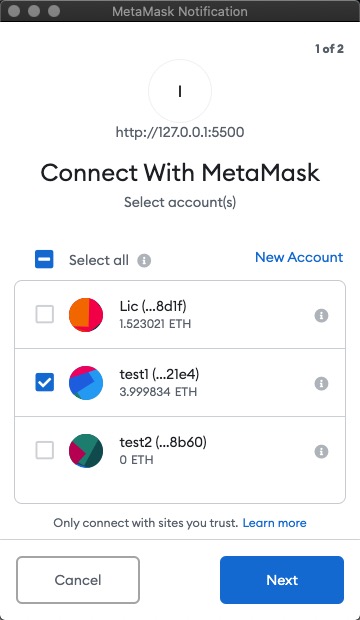 MetaMask Notification
1 of 2
I
http://127.0.0.1:5500
Connect With MetaMask
Select account(s)
Select all
New Account
Lic (...8d1f)
1.523021 ETH
test1 (...21e4)
3.999834 ETH
test2 (...8b60)
0 ETH
Only connect with sites you trust. Learn more
Cancel
Next